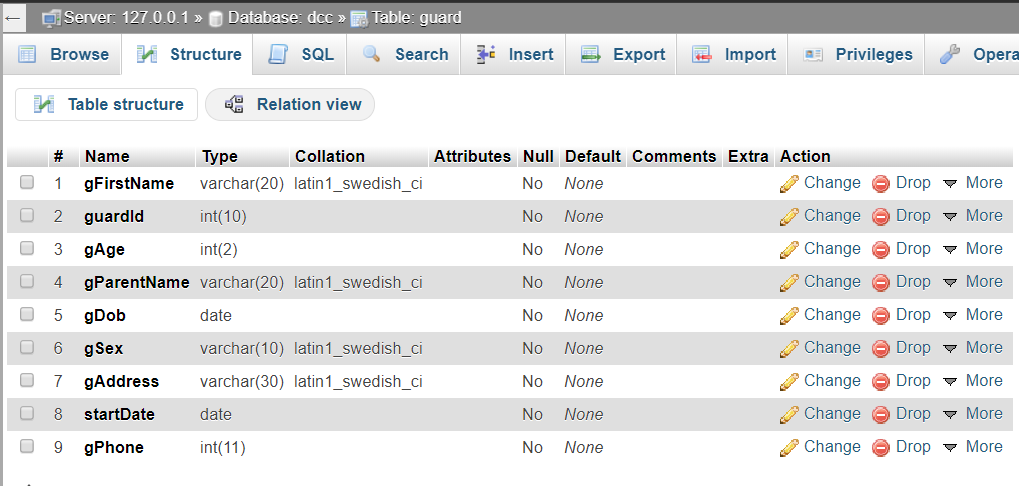 ← Server: 127.0.0.1 » Database: dcc » Table: guard
Browse Structure SQL Search Insert Export Import Privileges Opera
Table structure Relation view
# Name Type Collation Attributes Null Default Comments Extra Action
1 gFirstName varchar(20) latin1_swedish_ci No None Change Drop More
2 guardId int(10) No None Change Drop More
3 gAge int(2) No None Change Drop More
4 gParentName varchar(20) latin1_swedish_ci No None Change Drop More
5 gDob date No None Change Drop More
6 gSex varchar(10) latin1_swedish_ci No None Change Drop More
7 gAddress varchar(30) latin1_swedish_ci No None Change Drop More
8 startDate date No None Change Drop More
9 gPhone int(11) No None Change Drop More